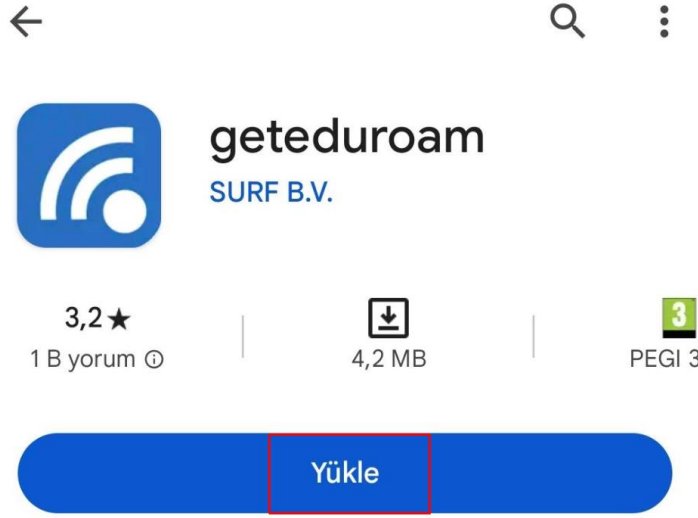 geteduroam
SURF B.V.
3,2★
1 B yorum
4,2 MB
3
PEGI 3
Yükle